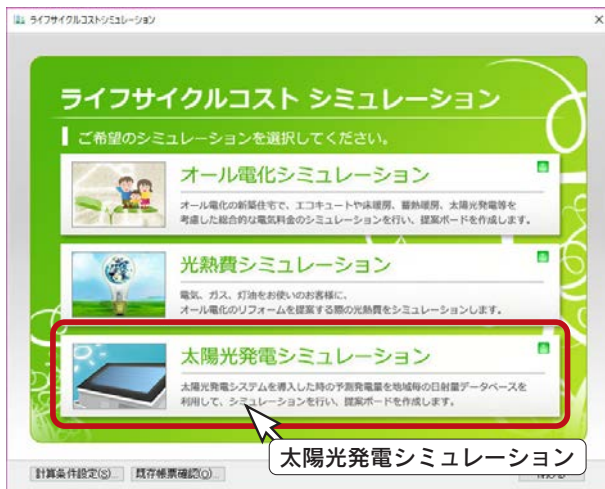 ライフサイクルコストシミュレーション
ライフサイクルコスト シミュレーション
ご希望のシミュレーションを選択してください。
オール電化シミュレーション
オール電化の新築住宅で、エコキュートや床暖房、蓄熱暖房、太陽光発電等を
考慮した総合的な電気料金のシミュレーションを行い、提案ボードを作成します。
光熱費シミュレーション
電気、ガス、灯油をお使いのお客様に、
オール電化のリフォームを提案する際の光熱費をシミュレーションします。
太陽光発電シミュレーション
太陽光発電システムを導入した時の予測発電量を地域毎の日射量データベースを
利用して、シミュレーションを行い、提案ボードを作成します。
太陽光発電シミュレーション
計算条件設定(S)... 既存帳票確認(O)...